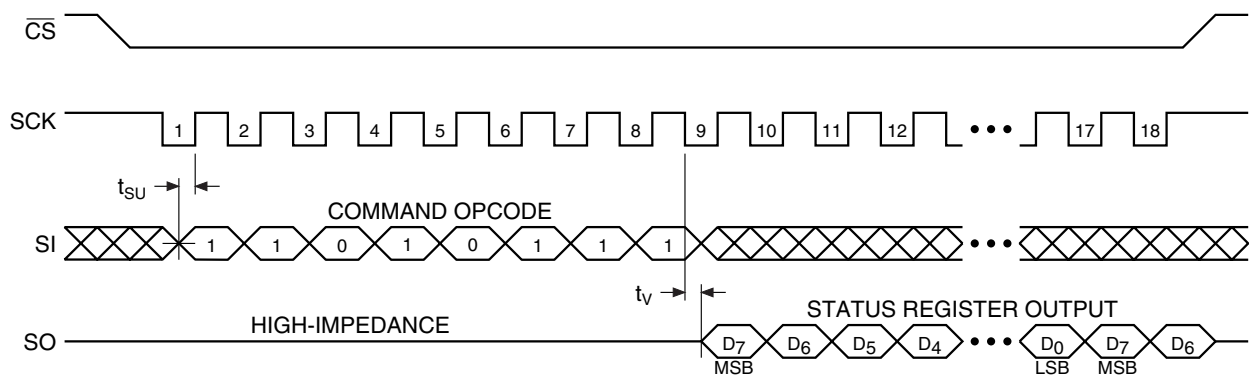 CS
SCK 1 2 3 4 5 6 7 8 9 10 11 12 ••• 17 18
tSU
COMMAND OPCODE
SI 1 1 0 1 0 1 1 1 •••
tV
HIGH-IMPEDANCE STATUS REGISTER OUTPUT
SO D7 D6 D5 D4 ••• D0 D7 D6
MSB LSB MSB